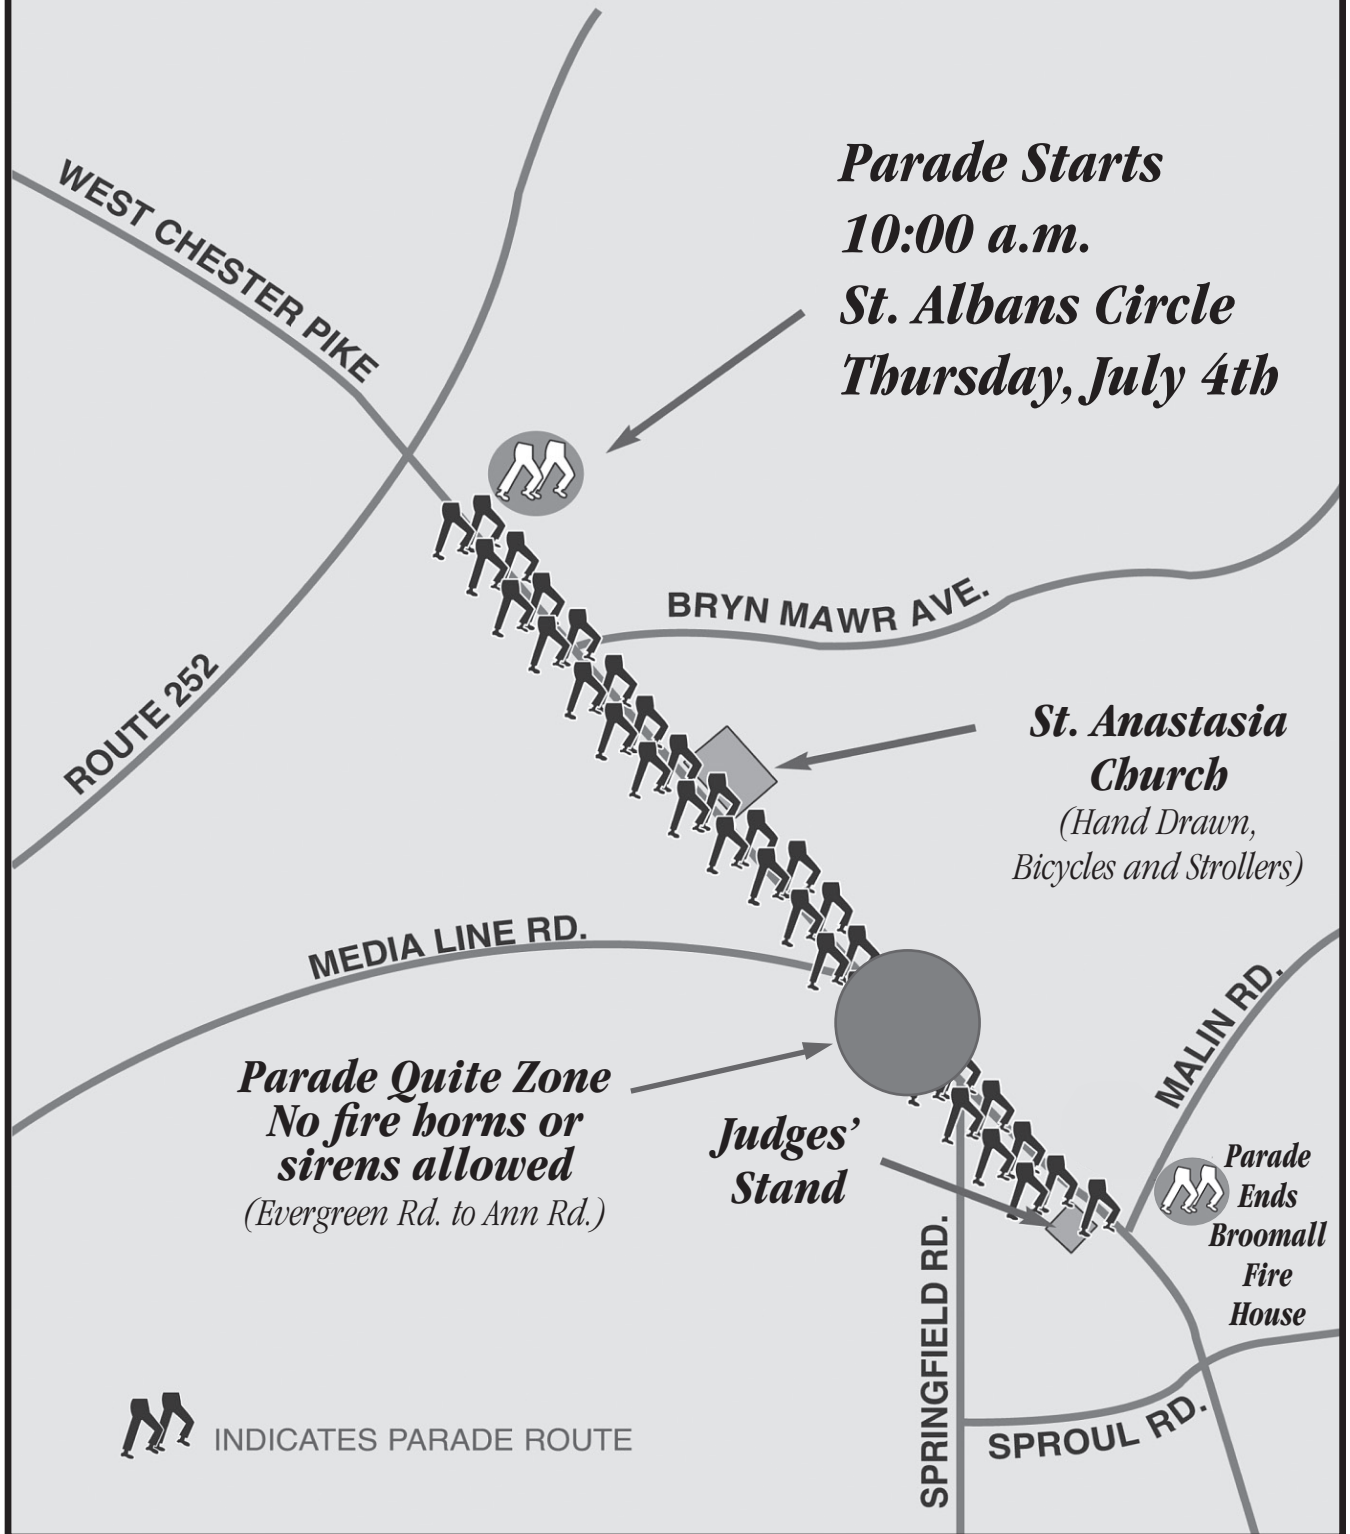 WEST CHESTER PIKE
Parade Starts
10:00 a.m.
St. Albans Circle
Thursday, July 4th
BRYN MAWR AVE.
ROUTE 252
St. Anastasia
Church
(Hand Drawn,
Bicycles and Strollers)
MEDIA LINE RD.
MALIN RD.
Parade Quite Zone
No fire horns or
sirens allowed
(Evergreen Rd. to Ann Rd.)
Judges’
Stand
Parade
Ends
Broomall
Fire
House
SPRINGFIELD RD.
SPROUL RD.
INDICATES PARADE ROUTE